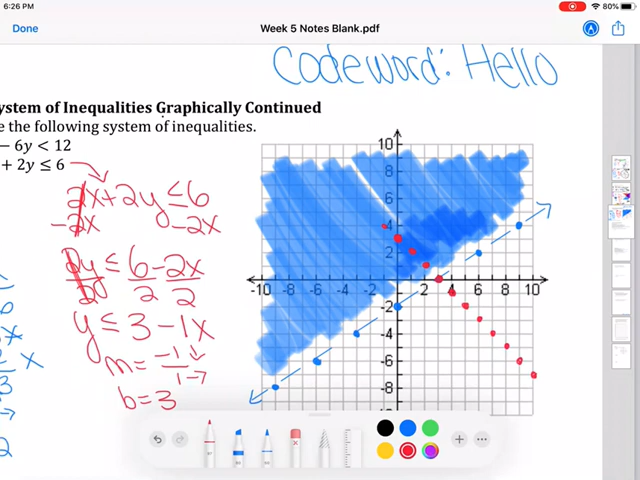 6:26 PM
80%
Done
Week 5 Notes Blank.pdf
Codeword: Hello
ystem of Inequalities Graphically Continued
e the following system of inequalities.
− 6y < 12
+ 2y ≤ 6
2x+2y ≤ 6
-2x -2x
2y ≤ 6-2x
2 2 2
y ≤ 3 - 1x
m = -1↓
1→
b = 3
x
3
2
10
8
6
4
2
-10 -8 -6 -4 -2 2 4 6 8 10
-2
-4
-6
-8